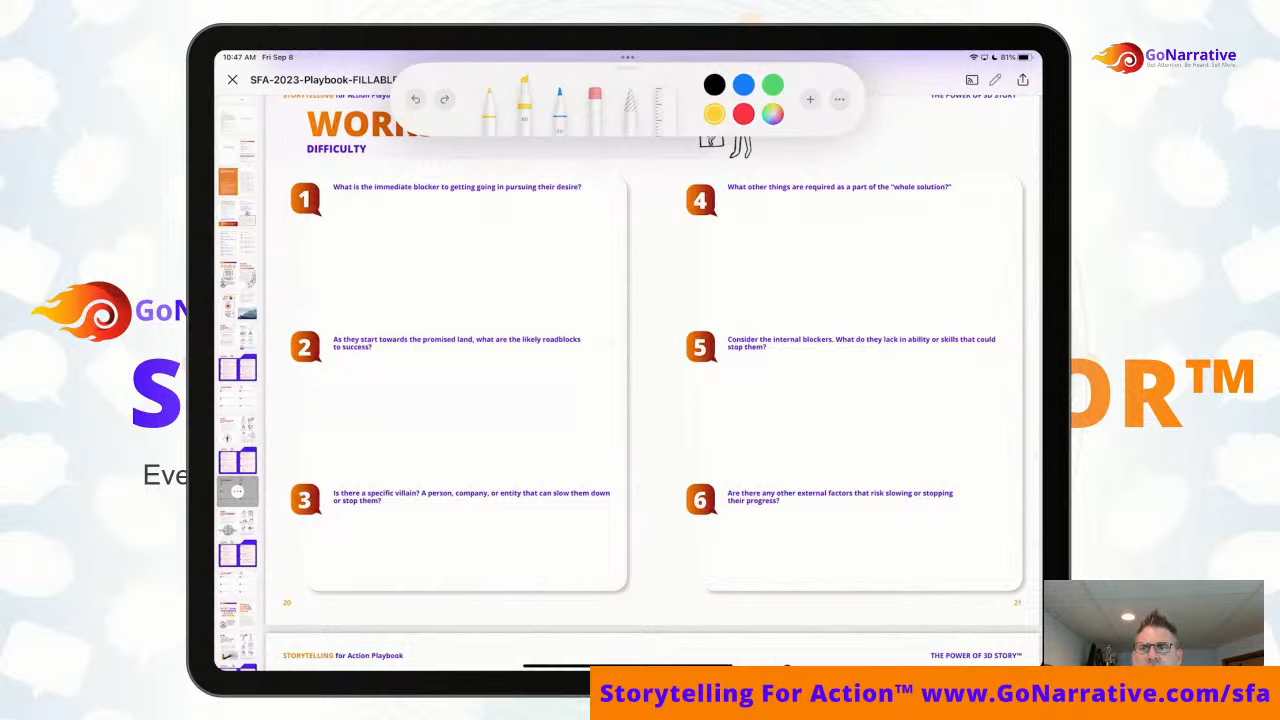 10:47 AM Fri Sep 8
81%
SFA-2023-Playbook-FILLABLE
GoNarrative
Get Attention. Be Heard. Sell More.
STORYTELLING for Action Playb
THE POWER OF 3D STORY
WORK
DIFFICULTY
1 What is the immediate blocker to getting going in pursuing their desire?
2 As they start towards the promised land, what are the likely roadblocks
to success?
3 Is there a specific villain? A person, company, or entity that can slow them down
or stop them?
4 What other things are required as a part of the “whole solution?”
5 Consider the internal blockers. What do they lack in ability or skills that could
stop them?
6 Are there any other external factors that risk slowing or stopping
their progress?
20
21
STORYTELLING for Action Playbook
THE POWER OF 3D STORY™
GoN
S
OR™
Eve
Storytelling For Action™ www.GoNarrative.com/sfa